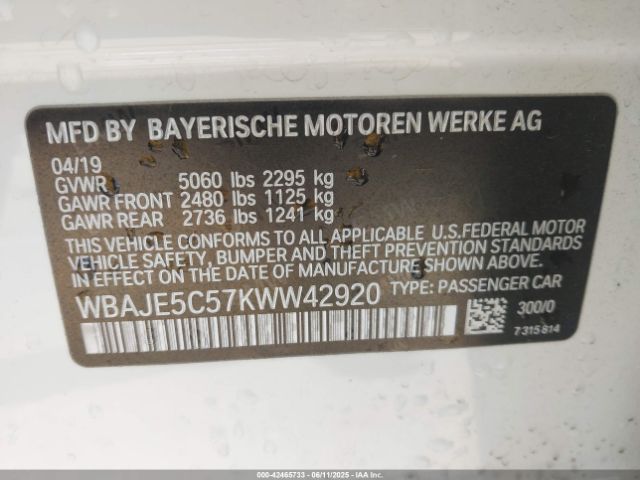 MFD BY BAYERISCHE MOTOREN WERKE AG
04/19
GVWR 5060 lbs 2295 kg
GAWR FRONT 2480 lbs 1125 kg
GAWR REAR 2736 lbs 1241 kg
THIS VEHICLE CONFORMS TO ALL APPLICABLE U.S.FEDERAL MOTOR
VEHICLE SAFETY, BUMPER AND THEFT PREVENTION STANDARDS
IN EFFECT ON THE DATE OF MANUFACTURE SHOWN ABOVE.
WBAJE5C57KWW42920 TYPE: PASSENGER CAR
300/0
7315814
000-42465733 - 06/11/2025 - IAAI.COM